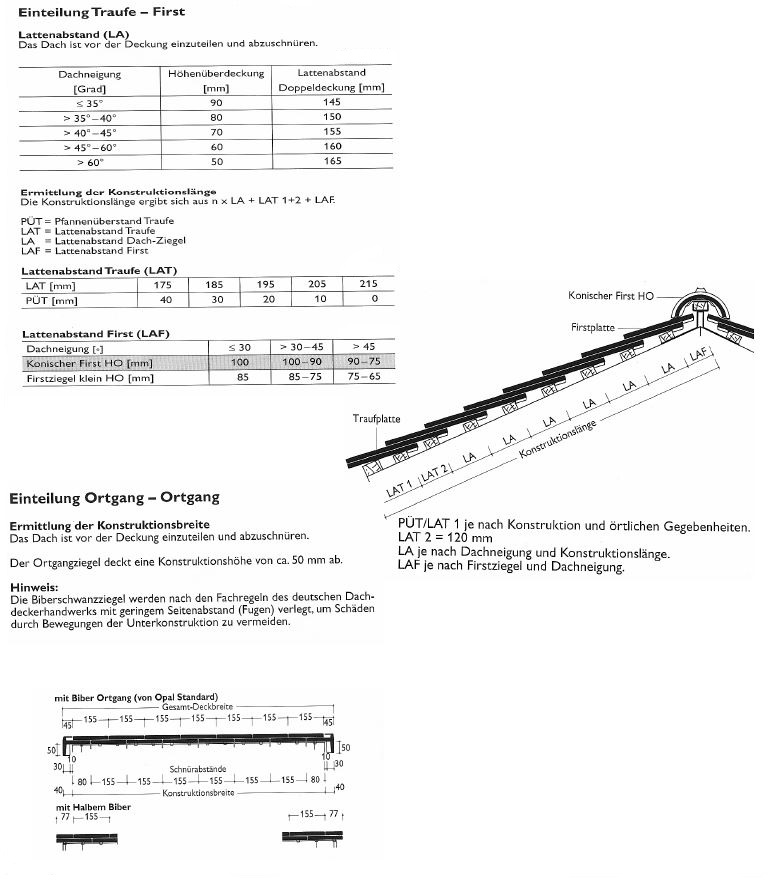 Einteilung Traufe – First
Lattenabstand (LA)
Das Dach ist vor der Deckung einzuteilen und abzuschnüren.
Dachneigung Höhenüberdeckung Lattenabstand
[Grad] [mm] Doppeldeckung [mm]
≤ 35° 90 145
> 35°–40° 80 150
> 40°–45° 70 155
> 45°–60° 60 160
> 60° 50 165
Ermittlung der Konstruktionslänge
Die Konstruktionslänge ergibt sich aus n x LA + LAT 1+2 + LAF.
PÜT = Pfannenüberstand Traufe
LAT = Lattenabstand Traufe
LA = Lattenabstand Dach-Ziegel
LAF = Lattenabstand First
Lattenabstand Traufe (LAT)
LAT [mm] 175 185 195 205 215
PÜT [mm] 40 30 20 10 0
Lattenabstand First (LAF)
Dachneigung [°] ≤ 30 > 30–45 > 45
Konischer First HO [mm] 100 100–90 90–75
Firstziegel klein HO [mm] 85 85–75 75–65
Konischer First HO
Firstplatte
Traufplatte
LAT 1 LAT 2 LA LA LA LA LA LA LAF
Konstruktionslänge
PÜT/LAT 1 je nach Konstruktion und örtlichen Gegebenheiten.
LAT 2 = 120 mm
LA je nach Dachneigung und Konstruktionslänge.
LAF je nach Firstziegel und Dachneigung.
Einteilung Ortgang – Ortgang
Ermittlung der Konstruktionsbreite
Das Dach ist vor der Deckung einzuteilen und abzuschnüren.
Der Ortgangziegel deckt eine Konstruktionshöhe von ca. 50 mm ab.
Hinweis:
Die Biberschwanzziegel werden nach den Fachregeln des deutschen Dach-
deckerhandwerks mit geringem Seitenabstand (Fugen) verlegt, um Schäden
durch Bewegungen der Unterkonstruktion zu vermeiden.
mit Biber Ortgang (von Opal Standard)
Gesamt-Deckbreite
45 155 155 155 155 155 155 155 45
50 50
10 10
30 Schnürabstände 30
80 155 155 155 155 155 155 80
40 Konstruktionsbreite 40
mit Halbem Biber
77 155 155 77